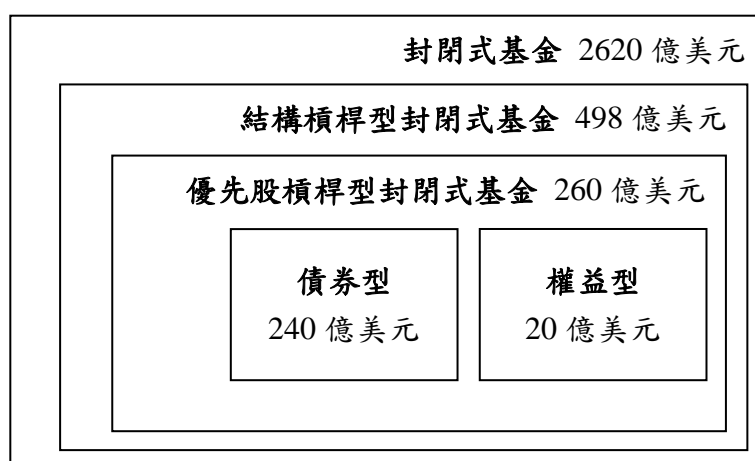 封閉式基金 2620 億美元
結構槓桿型封閉式基金 498 億美元
優先股槓桿型封閉式基金 260 億美元
債券型
240 億美元
權益型
20 億美元